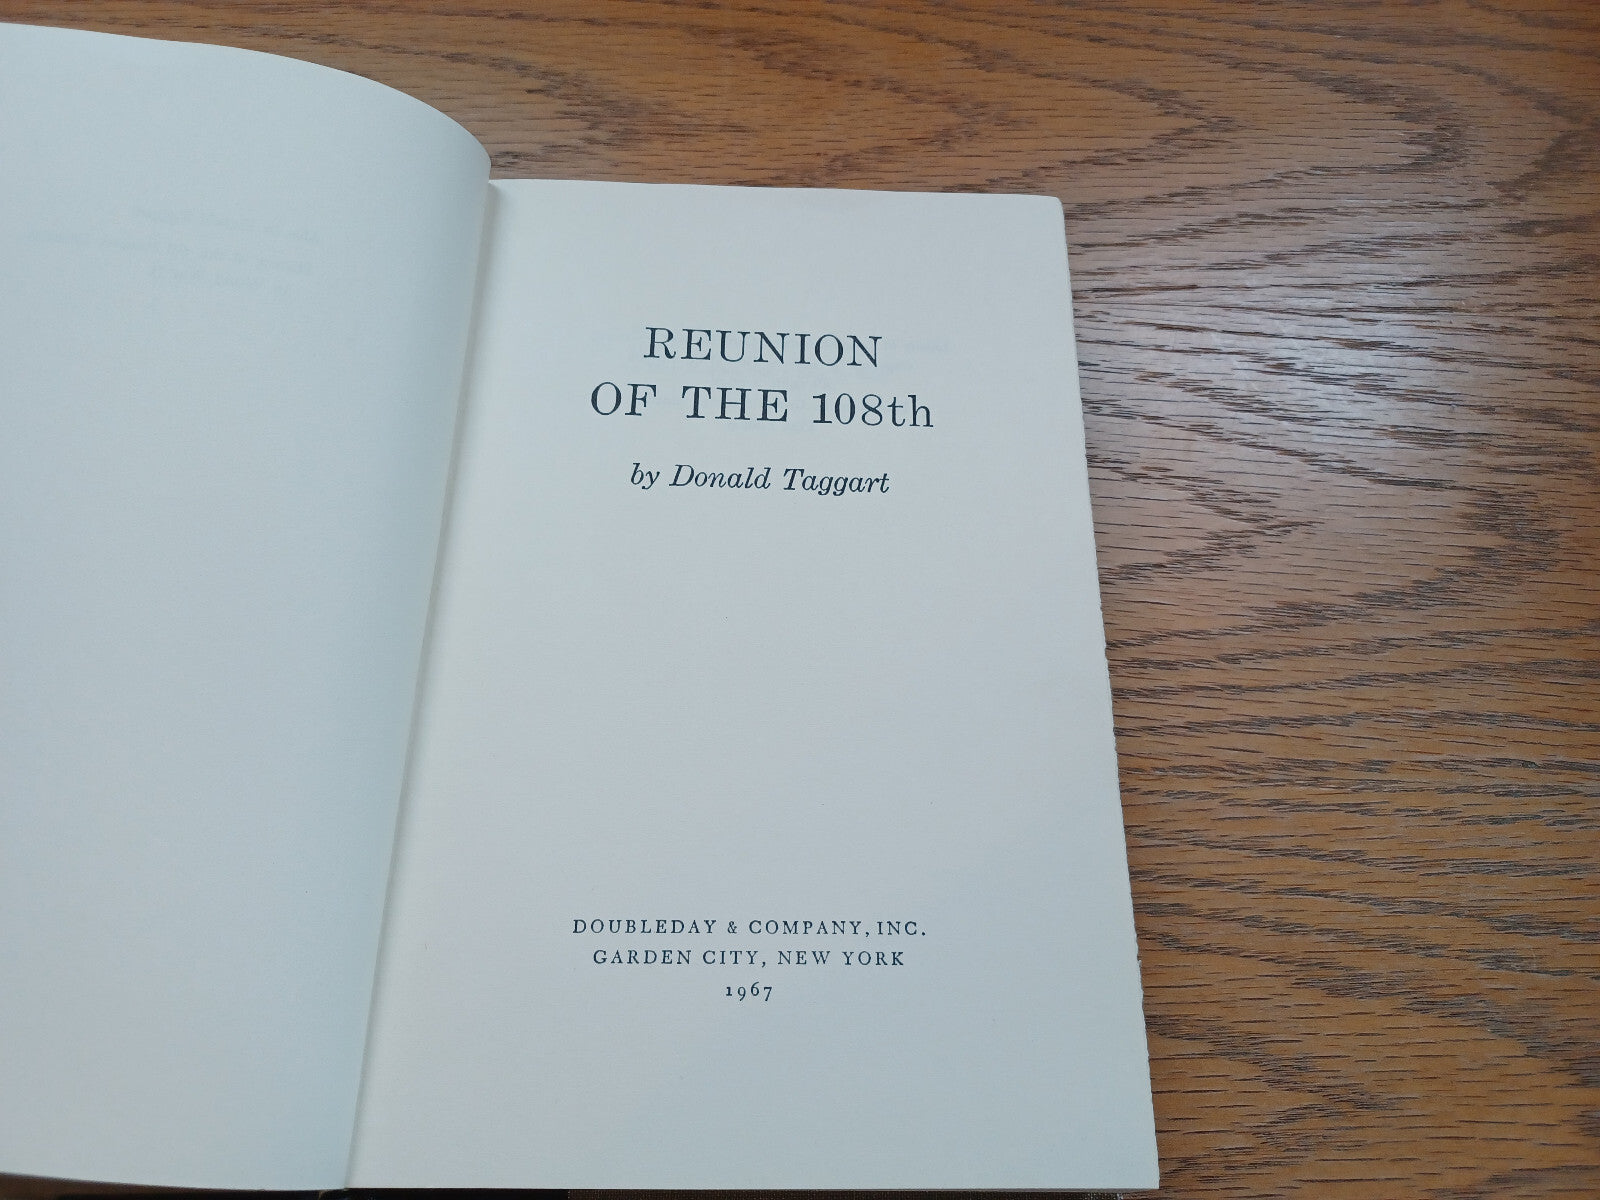 REUNION
OF THE 108th
by Donald Taggart
DOUBLEDAY & COMPANY, INC.
GARDEN CITY, NEW YORK
1967